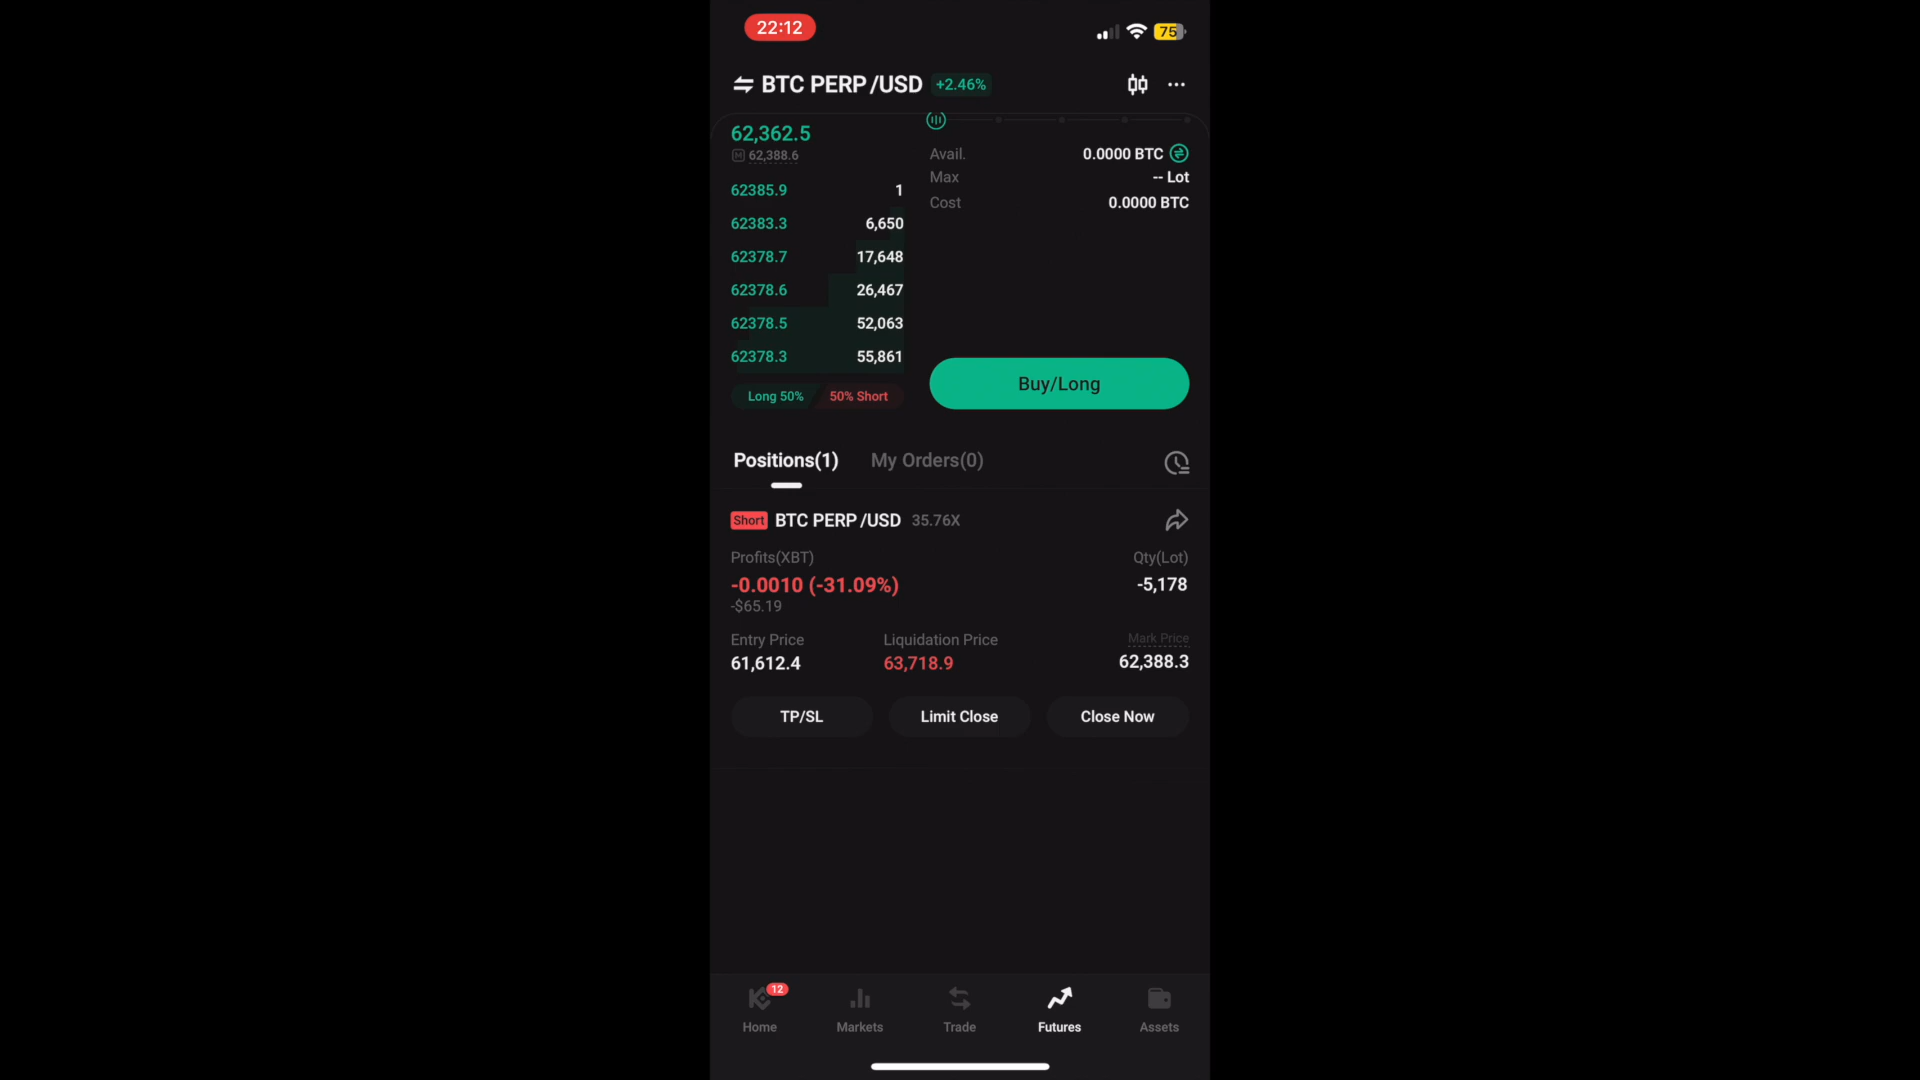 22:12
75
BTC PERP /USD +2.46%
62,362.5
M 62,388.6
Avail. 0.0000 BTC
Max -- Lot
Cost 0.0000 BTC
62385.9 1
62383.3 6,650
62378.7 17,648
62378.6 26,467
62378.5 52,063
62378.3 55,861
Long 50% 50% Short
Buy/Long
Positions(1) My Orders(0)
Short BTC PERP /USD 35.76X
Profits(XBT) Qty(Lot)
-0.0010 (-31.09%) -5,178
-$65.19
Entry Price Liquidation Price Mark Price
61,612.4 63,718.9 62,388.3
TP/SL Limit Close Close Now
12
Home Markets Trade Futures Assets